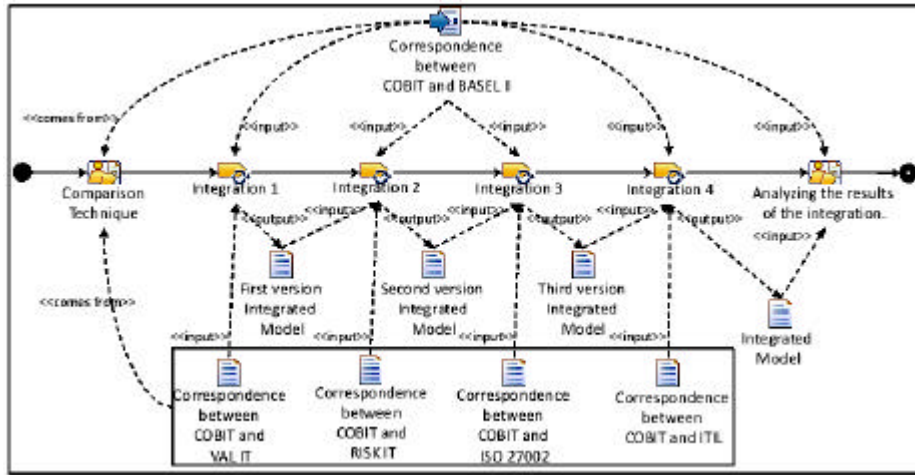 Correspondence
between
COBIT and BASEL II
<<comes from>>
<<input>>
<<input>>
<<input>>
<<input>>
<<input>>
Comparison
Technique
Integration 1
Integration 2
Integration 3
Integration 4
Analyzing the results
of the integration..
<<output>>
<<input>>
<<output>>
<<input>>
<<output>>
<<input>>
<<output>>
<<input>>
<<comes from>>
First version
Integrated
Model
Second version
Integrated
Model
Third version
Integrated
Model
Integrated
Model
<<input>>
<<input>>
<<input>>
<<input>>
Correspondence
between
COBIT and
VAL IT
Correspondence
between
COBIT and
RISK IT
Correspondence
between
COBIT and
ISO 27002
Correspondence
between
COBIT and ITIL